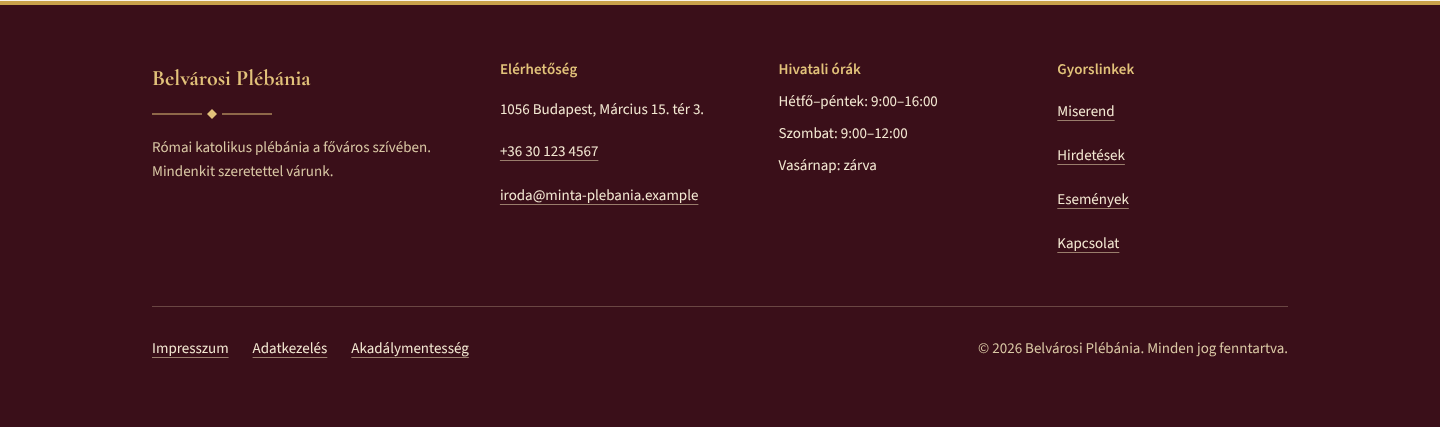 Belvárosi Plébánia
Római katolikus plébánia a főváros szívében.
Mindenkit szeretettel várunk.
Elérhetőség
1056 Budapest, Március 15. tér 3.
+36 30 123 4567
iroda@minta-plebania.example
Hivatali órák
Hétfő–péntek: 9:00–16:00
Szombat: 9:00–12:00
Vasárnap: zárva
Gyorslinkek
Miserend
Hirdetések
Események
Kapcsolat
Impresszum
Adatkezelés
Akadálymentesség
© 2026 Belvárosi Plébánia. Minden jog fenntartva.